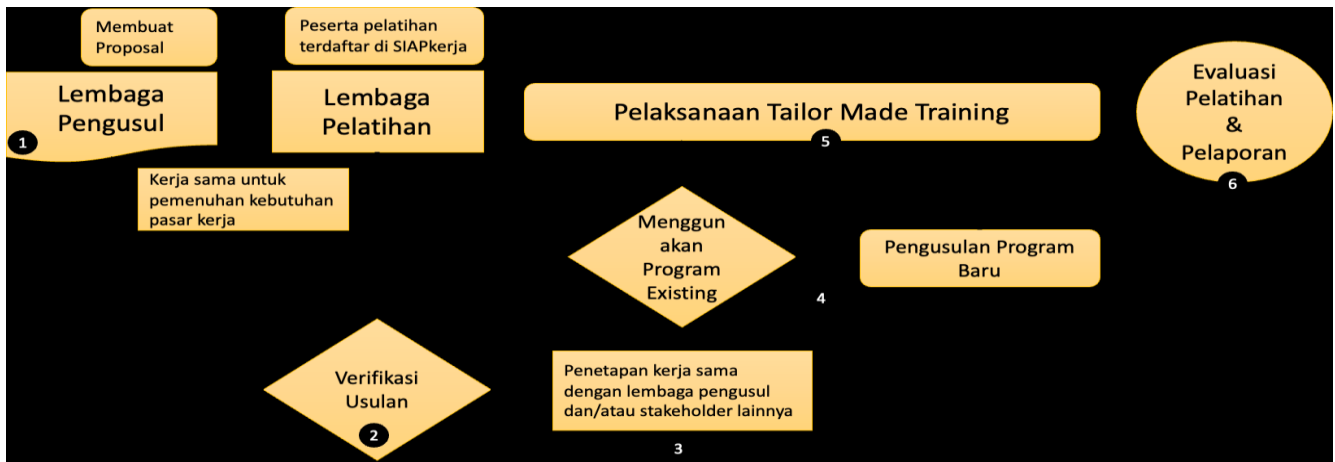 Membuat
Proposal
Lembaga
Pengusul
1
Kerja sama untuk
pemenuhan kebutuhan
pasar kerja
Peserta pelatihan
terdaftar di SIAPkerja
Lembaga
Pelatihan
Verifikasi
Usulan
2
Penetapan kerja sama
dengan lembaga pengusul
dan/atau stakeholder lainnya
3
Menggun
akan
Program
Existing
4
Pengusulan Program
Baru
Pelaksanaan Tailor Made Training
5
Evaluasi
Pelatihan
&
Pelaporan
6